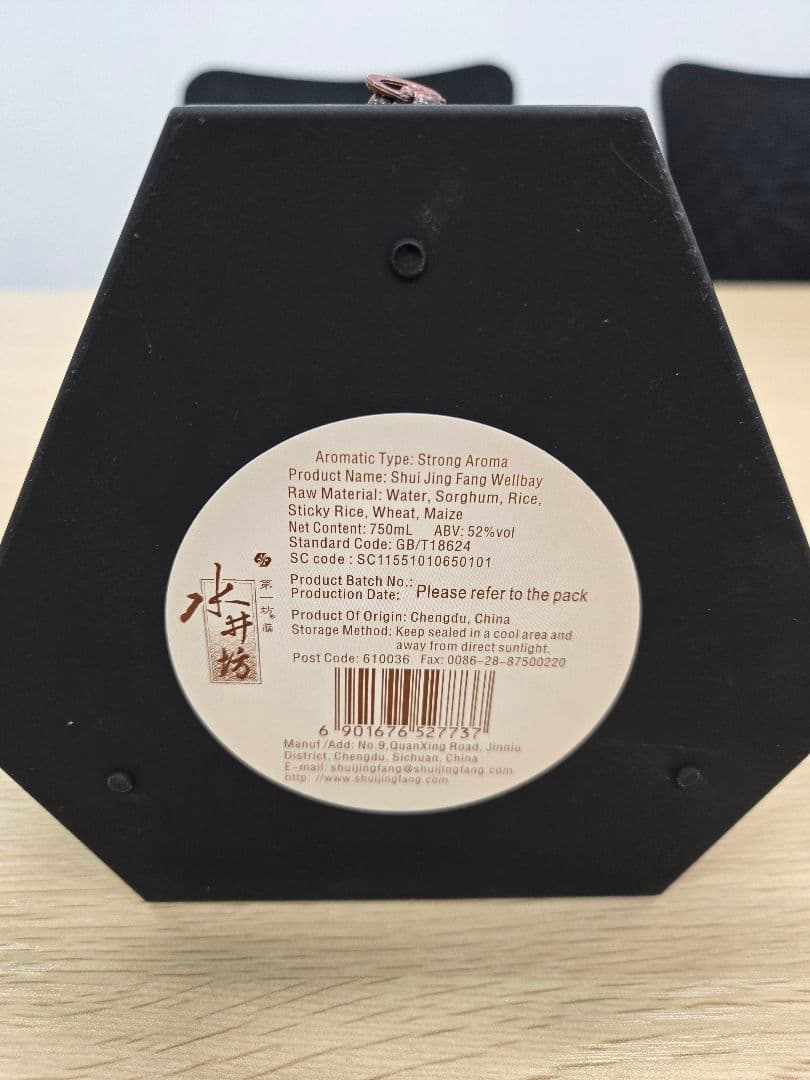 Aromatic Type: Strong Aroma
Product Name: Shui Jing Fang Wellbay
Raw Material: Water, Sorghum, Rice,
Sticky Rice, Wheat, Maize
Net Content: 750mL ABV: 52%vol
Standard Code: GB/T18624
SC code : SC11551010650101
Product Batch No.:
Production Date: Please refer to the pack
Product Of Origin: Chengdu, China
Storage Method: Keep sealed in a cool area and
away from direct sunlight.
Post Code: 610036 Fax: 0086-28-87500220
水井坊
第一坊®
6 901676 527737
Manuf /Add: No.9,QuanXing Road, Jinniu
District, Chengdu, Sichuan, China
E-mail: shuijingfang@shuijingfang.com
http: //www.shuijingfang.com